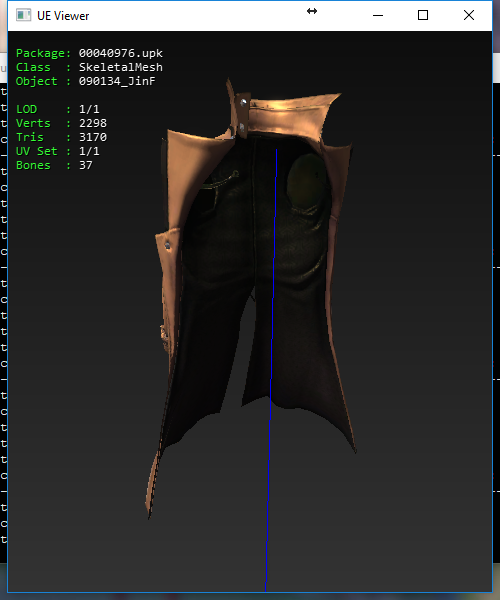 UE Viewer
Package: 00040976.upk
Class  : SkeletalMesh
Object : 090134_JinF
LOD    : 1/1
Verts  : 2298
Tris   : 3170
UV Set : 1/1
Bones  : 37